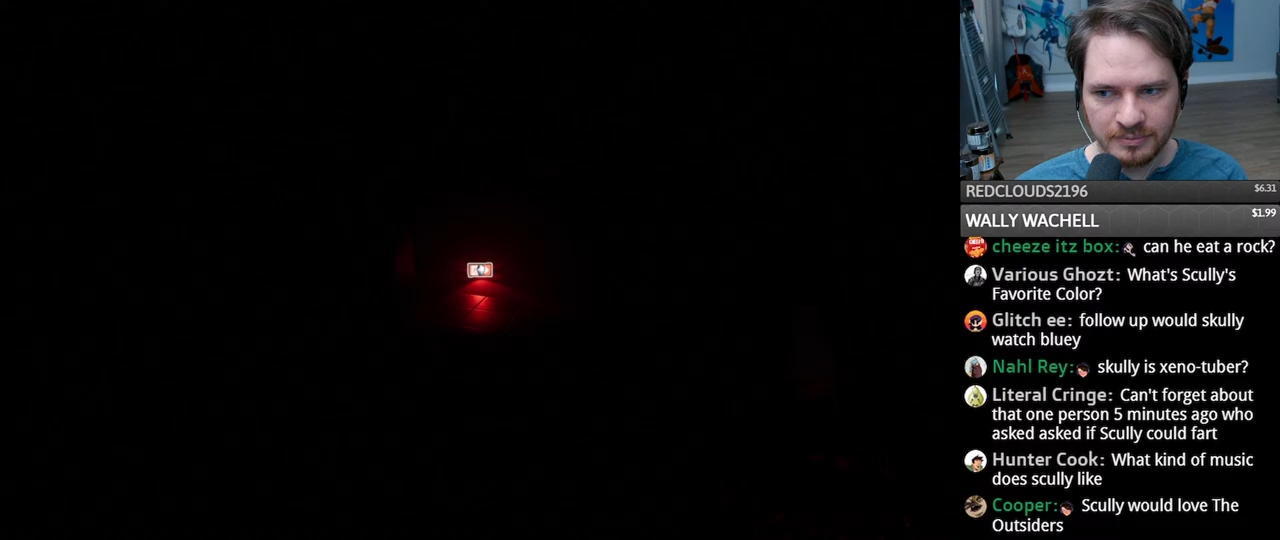 REDCLOUDS2196
$6.31
WALLY WACHELL
$1.99
cheeze itz box: can he eat a rock?
Various Ghozt: What's Scully's
Favorite Color?
Glitch ee: follow up would skully
watch bluey
Nahl Rey: skully is xeno-tuber?
Literal Cringe: Can't forget about
that one person 5 minutes ago who
asked asked if Scully could fart
Hunter Cook: What kind of music
does scully like
Cooper: Scully would love The
Outsiders